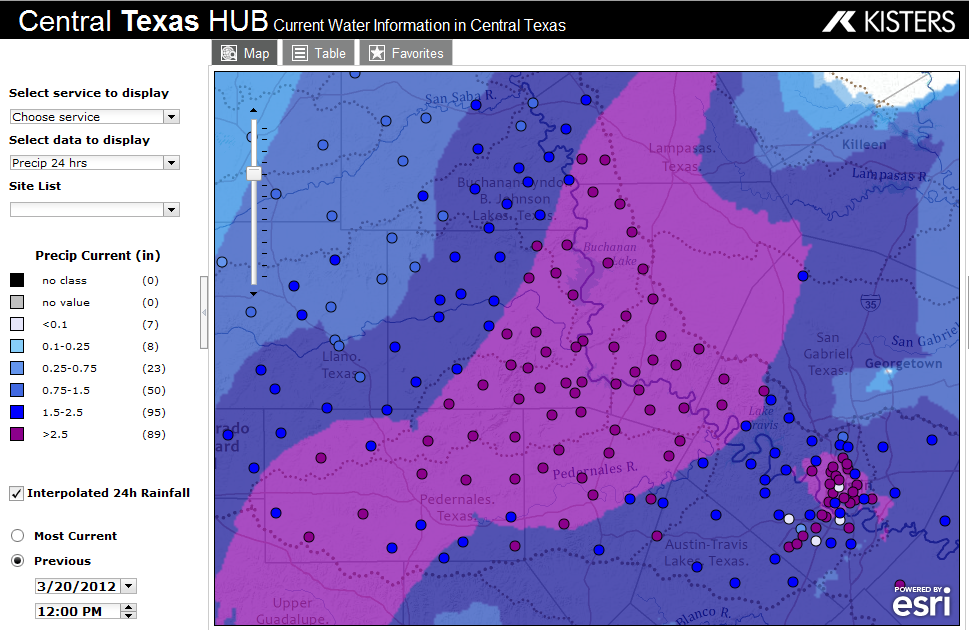 Central Texas HUB Current Water Information in Central Texas
KISTERS
Map Table Favorites
Select service to display
Choose service
Select data to display
Precip 24 hrs
Site List
Precip Current (in)
no class (0)
no value (0)
<0.1 (7)
0.1-0.25 (8)
0.25-0.75 (23)
0.75-1.5 (50)
1.5-2.5 (95)
>2.5 (89)
Interpolated 24h Rainfall
Most Current
Previous
3/20/2012
12:00 PM
San Saba R.
Killeen
Lampasas.
Texas.
Lampasas R.
Buchanan-Lyndon
B. Johnson
Lakes. Texas.
Buchanan
Lake
35
San
Gabriel.
Texas.
San Gabriel
Georgetown
Llano.
Texas.
Lake
Travis
Pedernales R.
Pedernales.
Texas.
Austin-Travis
Lakes. Texas.
Upper
Guadalupe.
Blanco R.
POWERED BY
esri